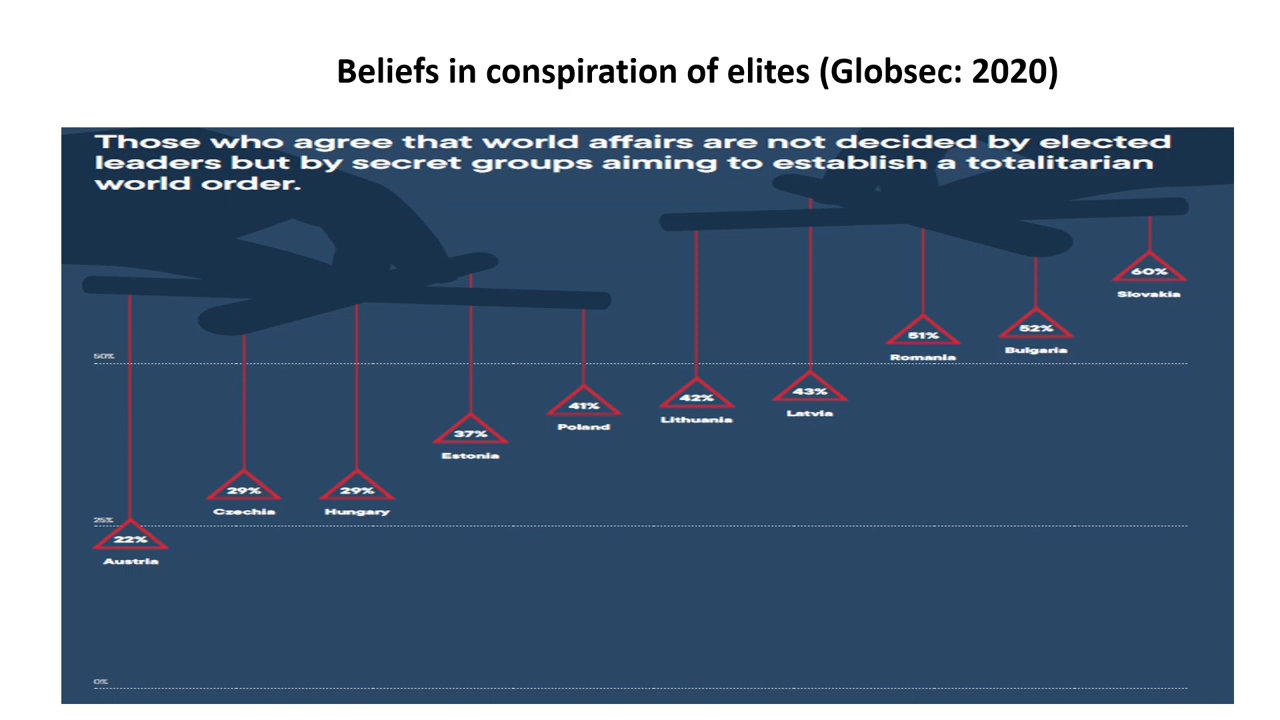 Beliefs in conspiration of elites (Globsec: 2020)
Those who agree that world affairs are not decided by elected
leaders but by secret groups aiming to establish a totalitarian
world order.
60%
Slovakia
52%
Bulgaria
51%
Romania
50%
43%
Latvia
42%
Lithuania
41%
Poland
37%
Estonia
29%
Czechia
29%
Hungary
25%
22%
Austria
0%